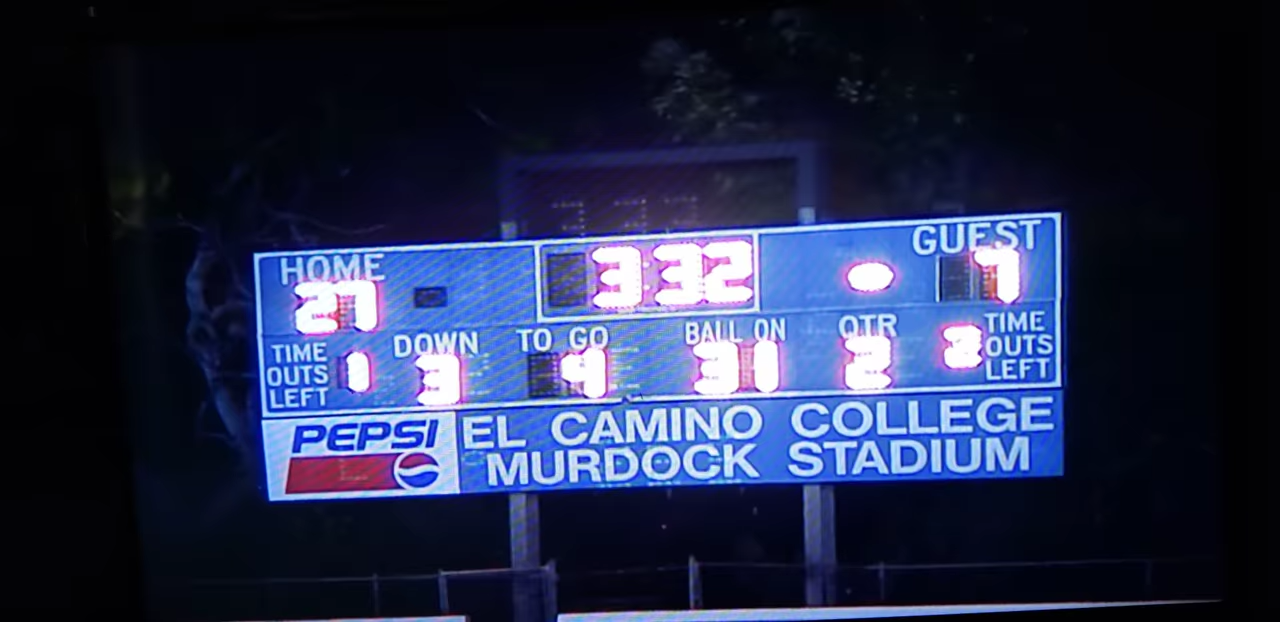 HOME 3:32 GUEST
27 7
DOWN TO GO BALL ON QTR
TIME OUTS LEFT 1 3 4 31 2 2 TIME OUTS LEFT
PEPSI
EL CAMINO COLLEGE
MURDOCK STADIUM